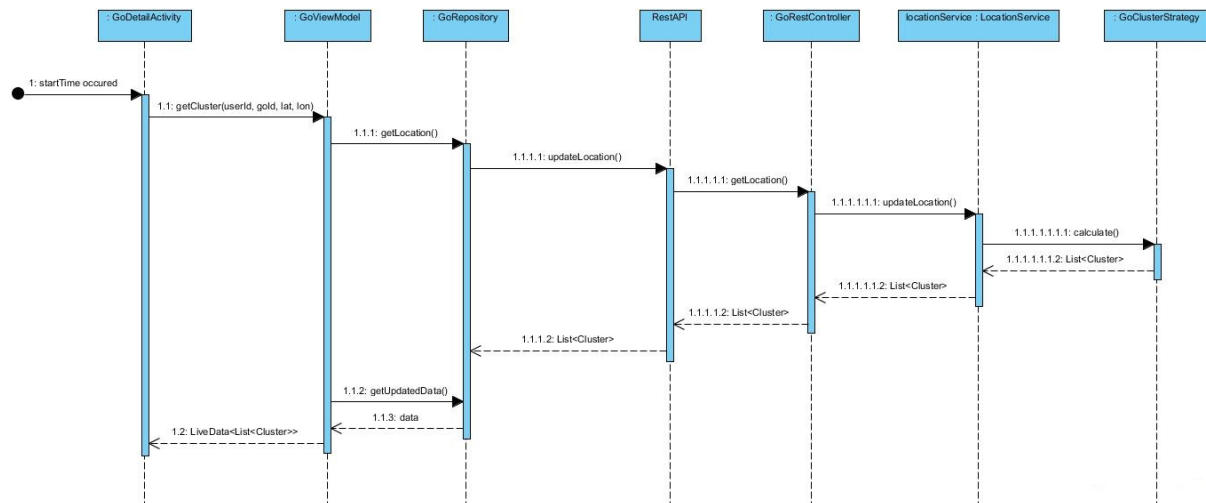 : GoDetailActivity
: GoViewModel
: GoRepository
RestAPI
: GoRestController
locationService : LocationService
: GoClusterStrategy
1: startTime occured
1.1: getCluster(userId, goId, lat, lon)
1.1.1: getLocation()
1.1.1.1: updateLocation()
1.1.1.1.1: getLocation()
1.1.1.1.1.1: updateLocation()
1.1.1.1.1.1.1: calculate()
1.1.1.1.1.1.2: List<Cluster>
1.1.1.1.1.2: List<Cluster>
1.1.1.1.2: List<Cluster>
1.1.1.2: List<Cluster>
1.1.2: getUpdatedData()
1.1.3: data
1.2: LiveData<List<Cluster>>